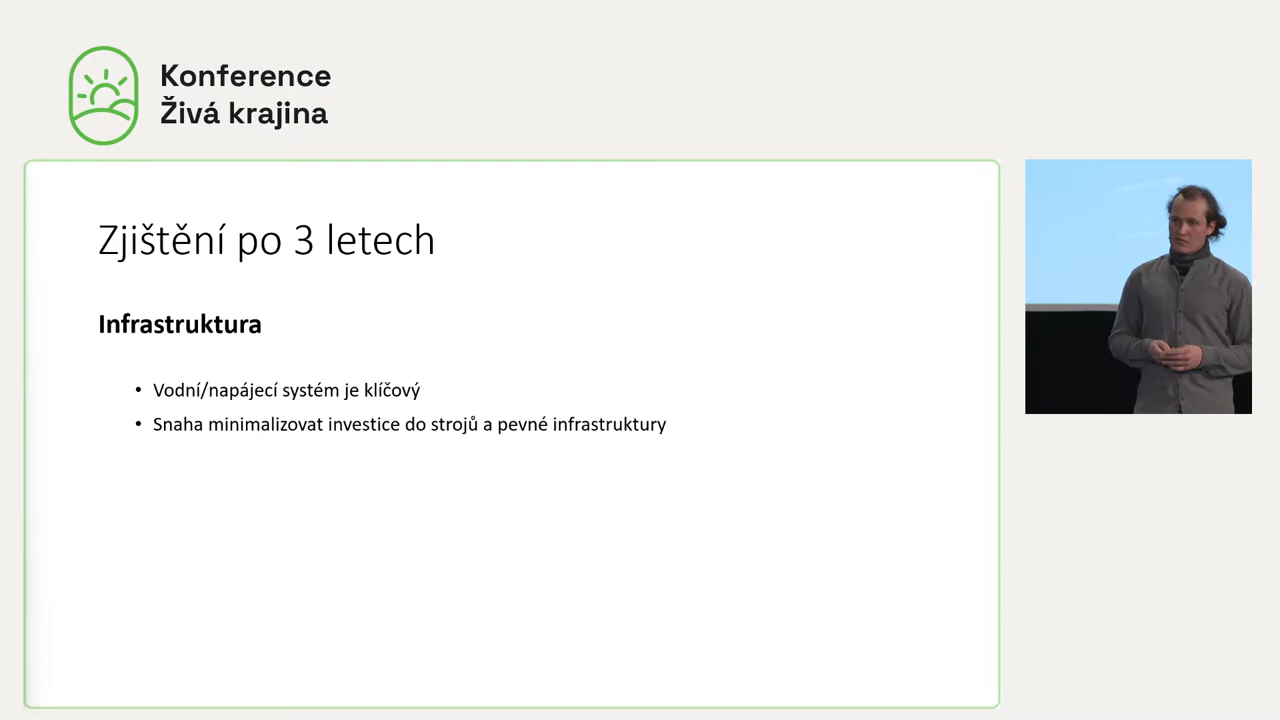 Konference
Živá krajina
Zjištění po 3 letech
Infrastruktura
• Vodní/napájecí systém je klíčový
• Snaha minimalizovat investice do strojů a pevné infrastruktury